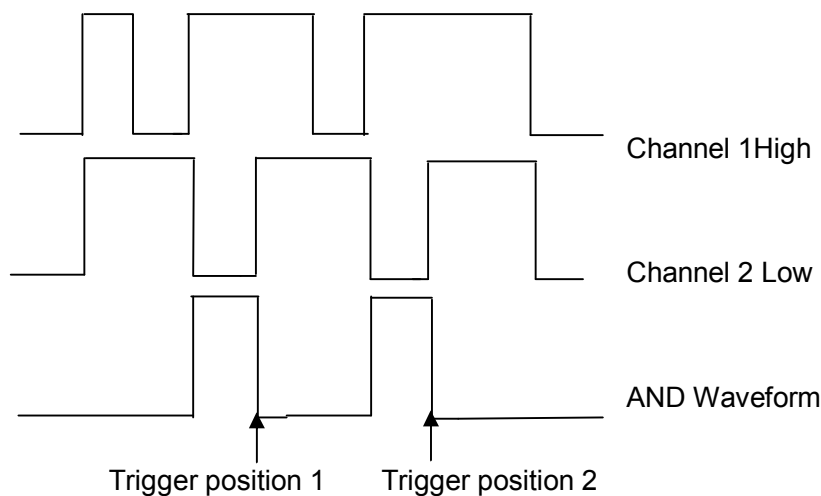 Channel 1High
Channel 2 Low
AND Waveform
Trigger position 1
Trigger position 2